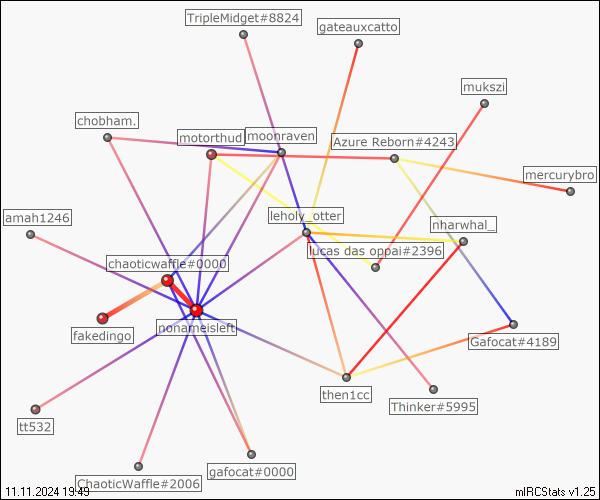 TripleMidget#8824
gateauxcatto
mukszi
chobham.
motorthud
moonraven
Azure Reborn#4243
mercurybro
amah1246
leholy_otter
nharwhal_
lucas das oppai#2396
chaoticwaffle#0000
nonameisleft
fakedingo
Gafocat#4189
then1cc
Thinker#5995
tt532
gafocat#0000
ChaoticWaffle#2006
11.11.2024 19:49
mIRCStats v1.25